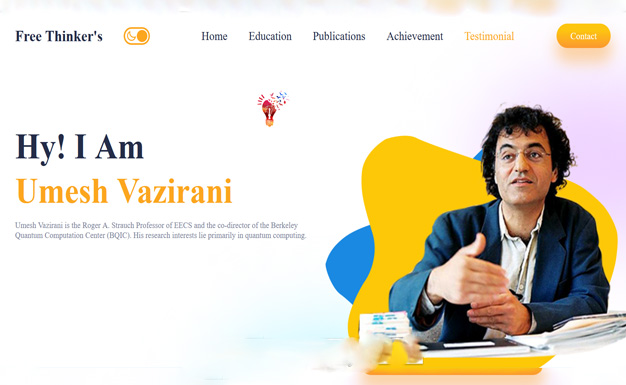 Free Thinker's
Home Education Publications Achievement Testimonial
Contact
Hy! I Am
Umesh Vazirani
Umesh Vazirani is the Roger A. Strauch Professor of EECS and the co-director of the Berkeley
Quantum Computation Center (BQIC). His research interests lie primarily in quantum computing.